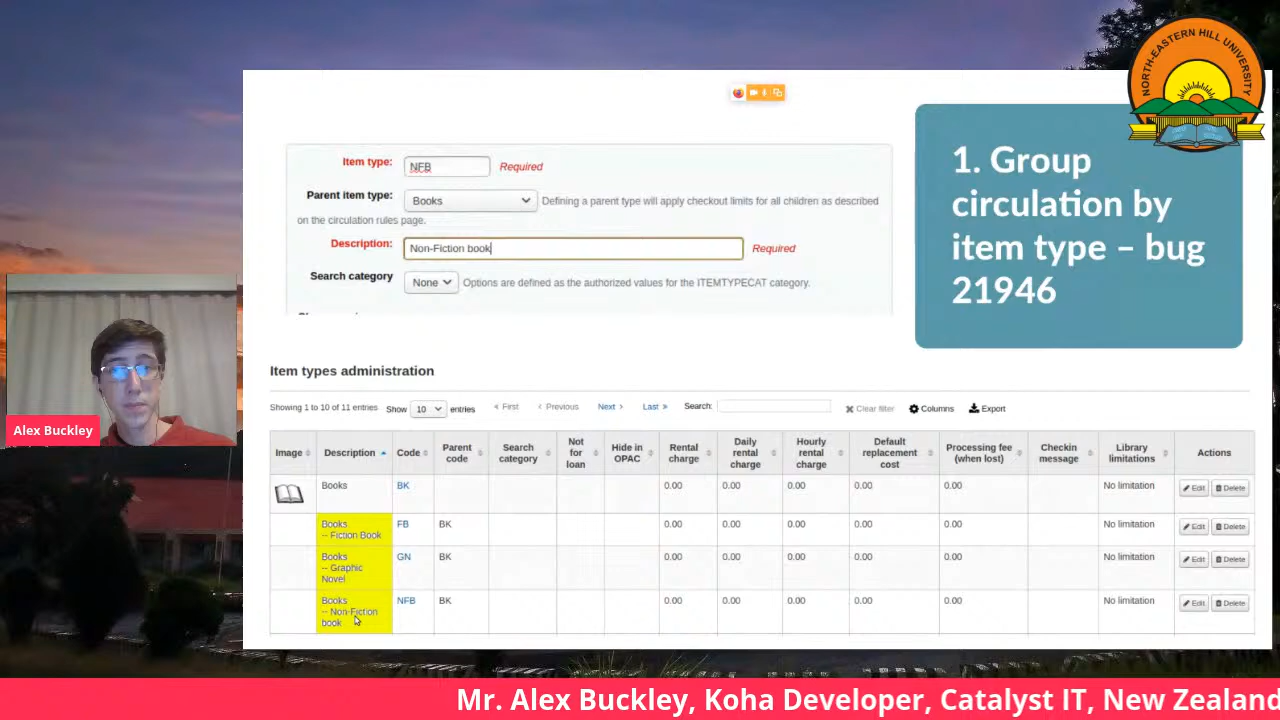 NORTH-EASTERN HILL UNIVERSITY
1. Group
circulation by
item type – bug
21946
Item type: NFB Required
Parent item type: Books Defining a parent type will apply checkout limits for all children as described
on the circulation rules page.
Description: Non-Fiction book Required
Search category None Options are defined as the authorized values for the ITEMTYPECAT category.
Item types administration
Showing 1 to 10 of 11 entries Show 10 entries First Previous Next Last Search: Clear filter Columns Export
Image Description Code Parent code Search category Not for loan Hide in OPAC Rental charge Daily rental charge Hourly rental charge Default replacement cost Processing fee (when lost) Checkin message Library limitations Actions
Books BK 0.00 0.00 0.00 0.00 0.00 No limitation Edit Delete
Books FB BK 0.00 0.00 0.00 0.00 0.00 No limitation Edit Delete
-- Fiction Book
Books GN BK 0.00 0.00 0.00 0.00 0.00 No limitation Edit Delete
-- Graphic
Novel
Books NFB BK 0.00 0.00 0.00 0.00 0.00 No limitation Edit Delete
-- Non-Fiction
book
Alex Buckley
Mr. Alex Buckley, Koha Developer, Catalyst IT, New Zealand